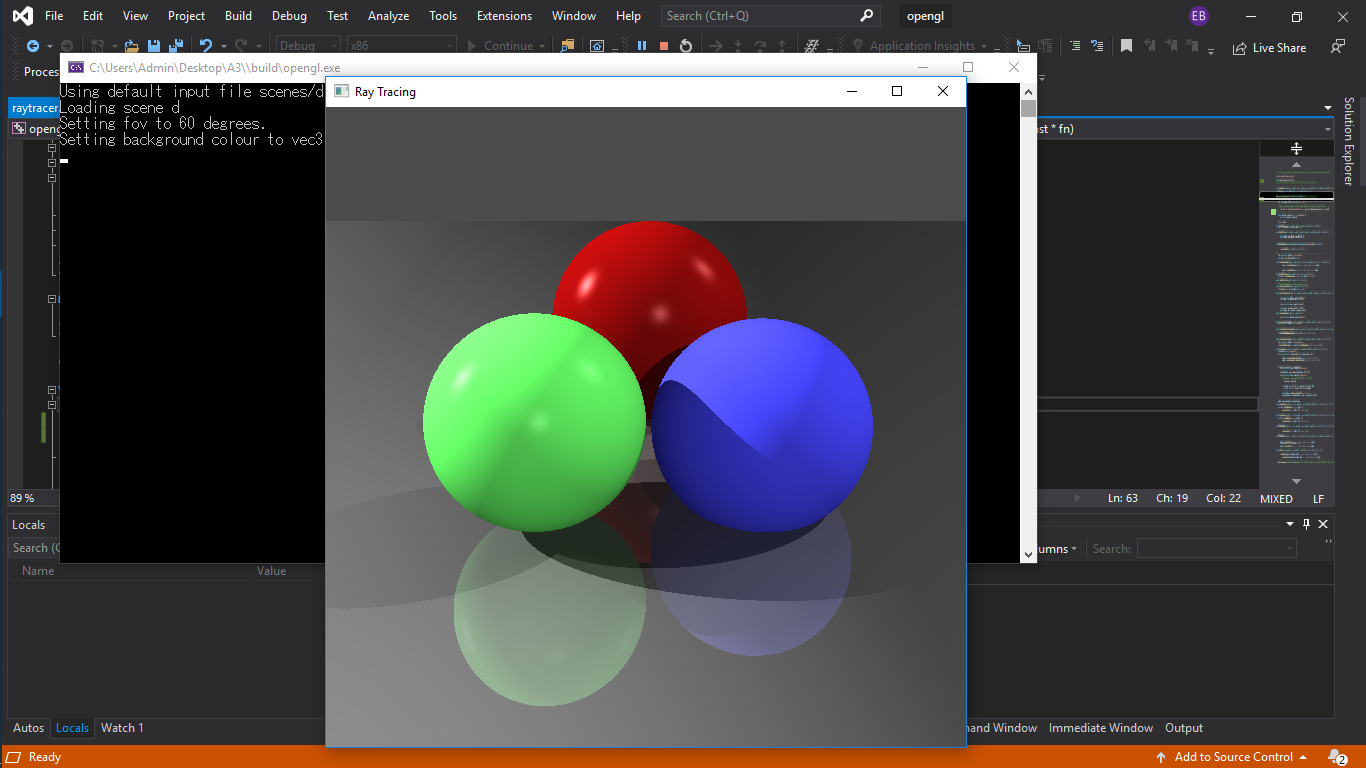 File Edit View Project Build Debug Test Analyze Tools Extensions Window Help Search (Ctrl+Q) opengl EB
Debug x86 Continue Application Insights Live Share
C:\Users\Admin\Desktop\A3\\build\opengl.exe
Proces
Using default input file scenes/d
Ray Tracing
Loading scene d
raytracer
Setting fov to 60 degrees.
openg
ast * fn)
Setting background colour to vec3
Solution Explorer
89 % Ln: 63 Ch: 19 Col: 22 MIXED LF
Locals
Search (C
umns Search:
Name Value
Autos Locals Watch 1 mand Window Immediate Window Output
Ready Add to Source Control 2